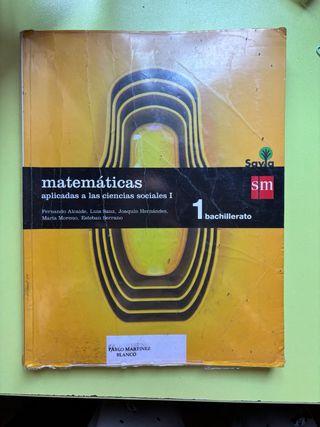 Savia
sm
matemáticas
aplicadas a las ciencias sociales I
Fernando Alcaide, Luis Sanz, Joaquín Hernández,
Marta Moreno, Esteban Serrano
1 bachillerato
PABLO MARTINEZ
BLANCO